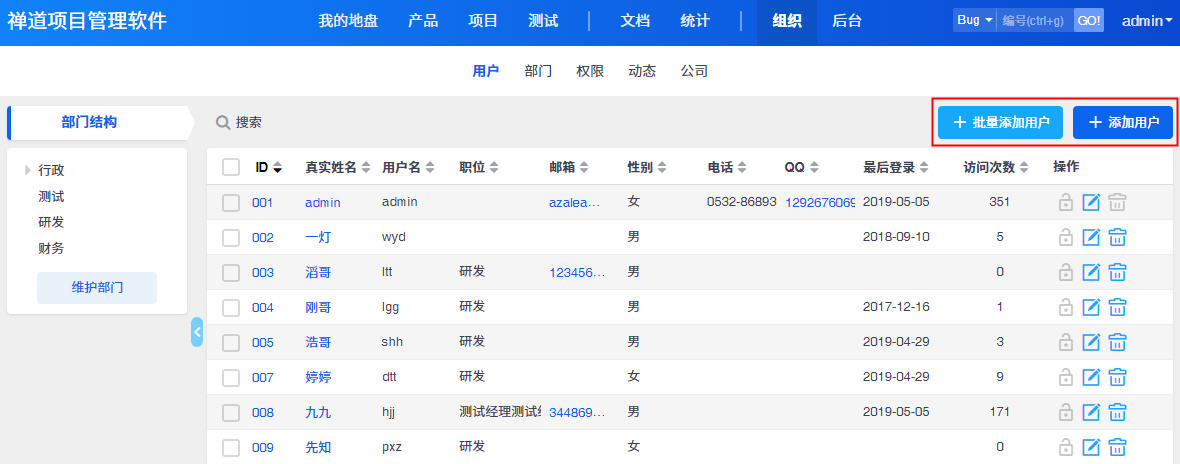 禅道项目管理软件 我的地盘 产品 项目 测试 文档 统计 组织 后台 Bug 编号(ctrl+g) GO! admin
用户 部门 权限 动态 公司
部门结构 搜索 批量添加用户 添加用户
行政
测试
研发
财务
维护部门
ID 真实姓名 用户名 职位 邮箱 性别 电话 QQ 最后登录 访问次数 操作
001 admin admin azalea... 女 0532-86893 1292676069 2019-05-05 351
002 一灯 wyd 男 2018-09-10 5
003 滔哥 ltt 研发 123456... 男 0
004 刚哥 lgg 研发 男 2017-12-16 1
005 浩哥 shh 研发 男 2019-04-29 3
007 婷婷 dtt 研发 女 2019-04-29 9
008 九九 hjj 测试经理测试经 344869... 男 2019-05-05 171
009 先知 pxz 研发 女 0